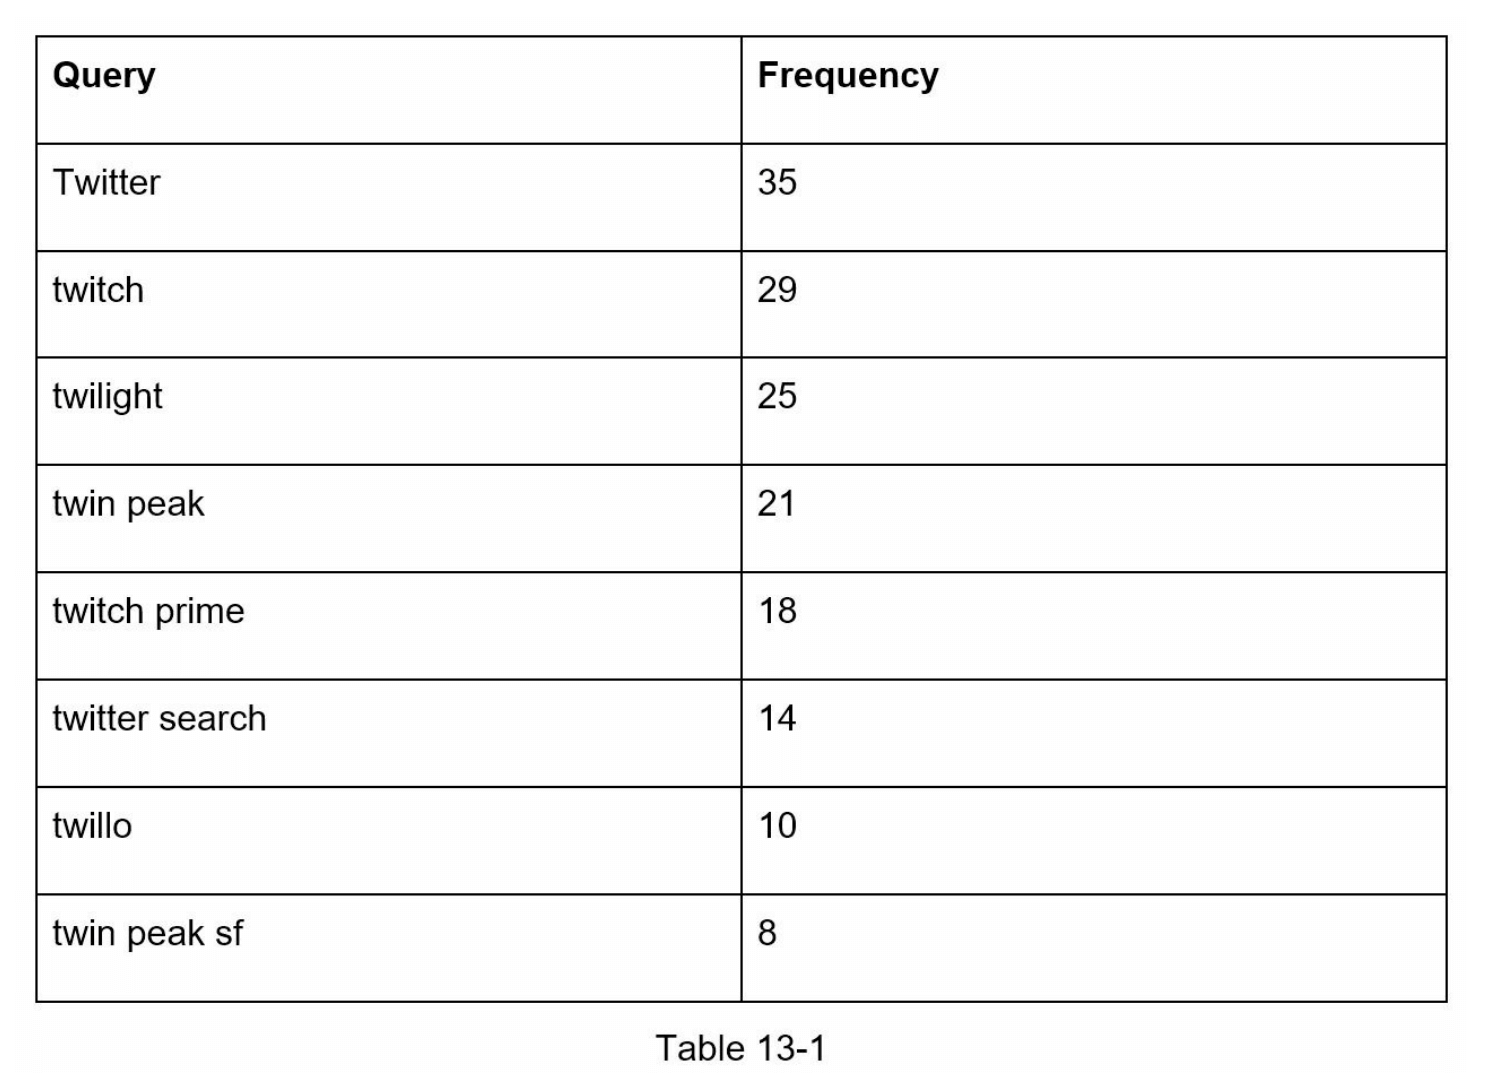 Query Frequency
Twitter 35
twitch 29
twilight 25
twin peak 21
twitch prime 18
twitter search 14
twillo 10
twin peak sf 8
Table 13-1